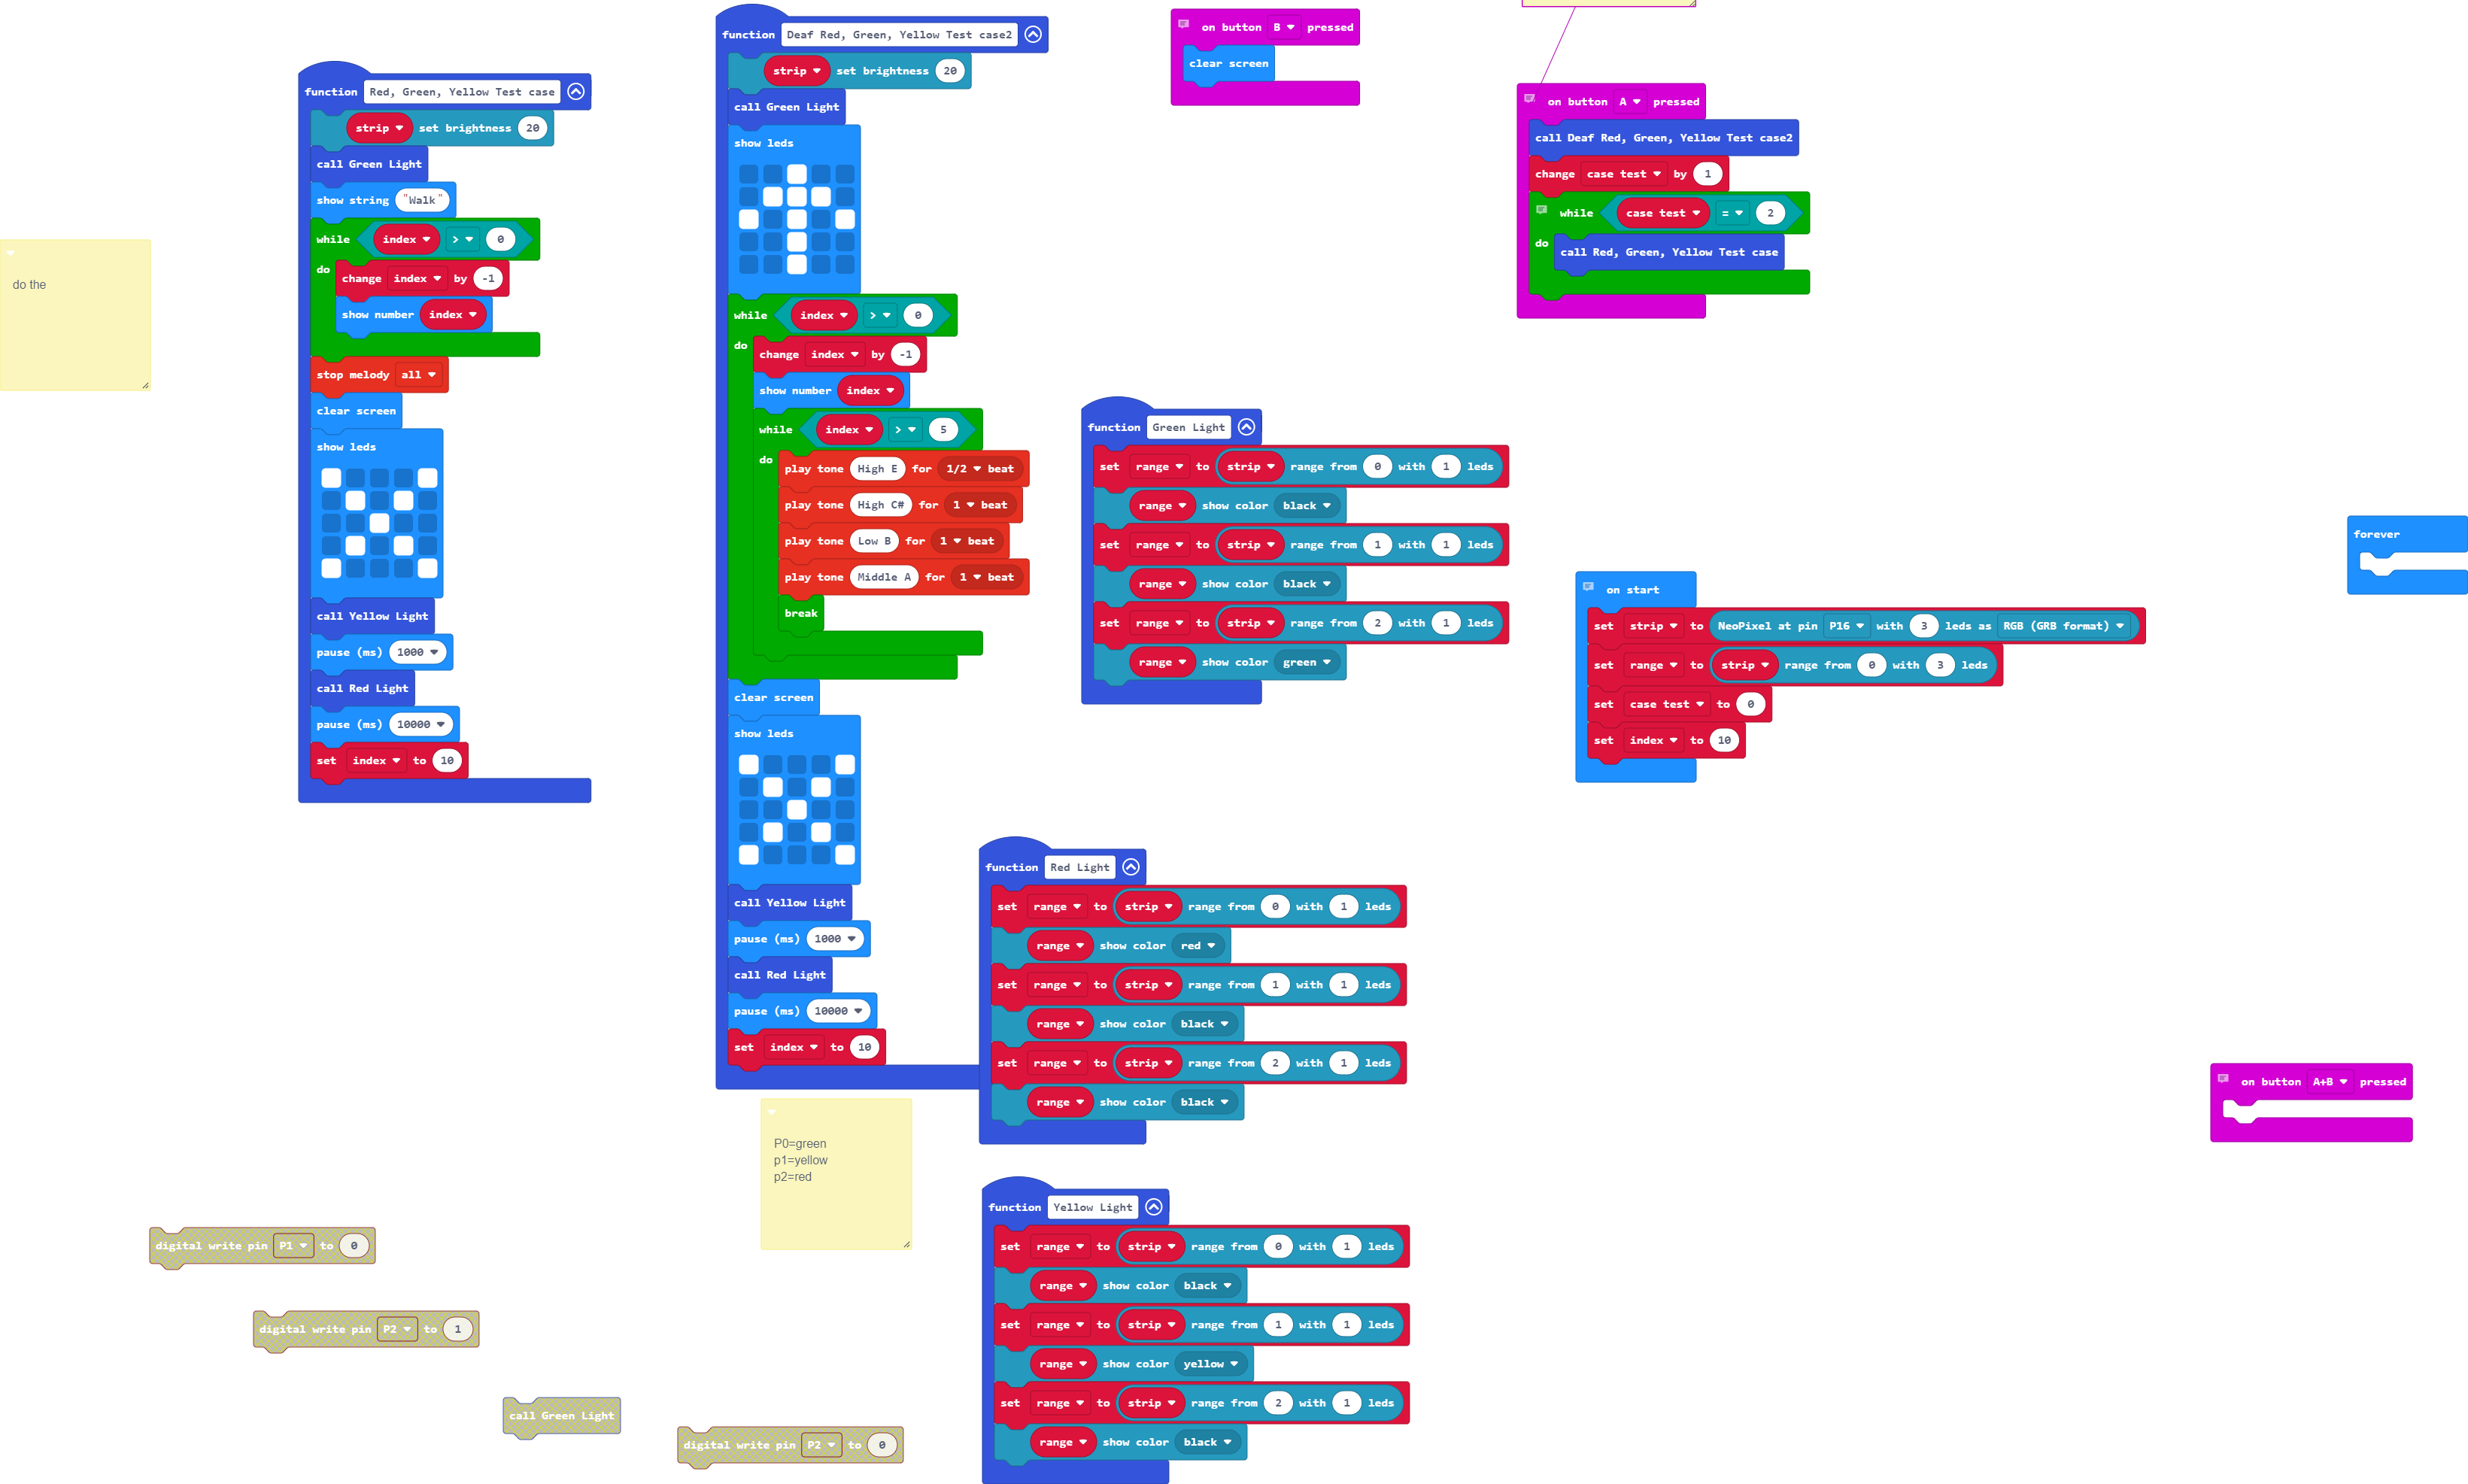 function Red, Green, Yellow Test case
strip set brightness 20
call Green Light
show string "Walk"
while index > 0
do
change index by -1
show number index
stop melody all
clear screen
show leds
call Yellow Light
pause (ms) 1000
call Red Light
pause (ms) 10000
set index to 10
do the
function Deaf Red, Green, Yellow Test case2
strip set brightness 20
call Green Light
show leds
while index > 0
do
change index by -1
show number index
while index > 5
do
play tone High E for 1/2 beat
play tone High C# for 1 beat
play tone Low B for 1 beat
play tone Middle A for 1 beat
break
clear screen
show leds
call Yellow Light
pause (ms) 1000
call Red Light
pause (ms) 10000
set index to 10
on button B pressed
clear screen
on button A pressed
call Deaf Red, Green, Yellow Test case2
change case test by 1
while case test = 2
do
call Red, Green, Yellow Test case
function Green Light
set range to strip range from 0 with 1 leds
range show color black
set range to strip range from 1 with 1 leds
range show color black
set range to strip range from 2 with 1 leds
range show color green
forever
on start
set strip to NeoPixel at pin P16 with 3 leds as RGB (GRB format)
set range to strip range from 0 with 3 leds
set case test to 0
set index to 10
function Red Light
set range to strip range from 0 with 1 leds
range show color red
set range to strip range from 1 with 1 leds
range show color black
set range to strip range from 2 with 1 leds
range show color black
on button A+B pressed
P0=green
p1=yellow
p2=red
function Yellow Light
set range to strip range from 0 with 1 leds
range show color black
set range to strip range from 1 with 1 leds
range show color yellow
set range to strip range from 2 with 1 leds
range show color black
digital write pin P1 to 0
digital write pin P2 to 1
call Green Light
digital write pin P2 to 0